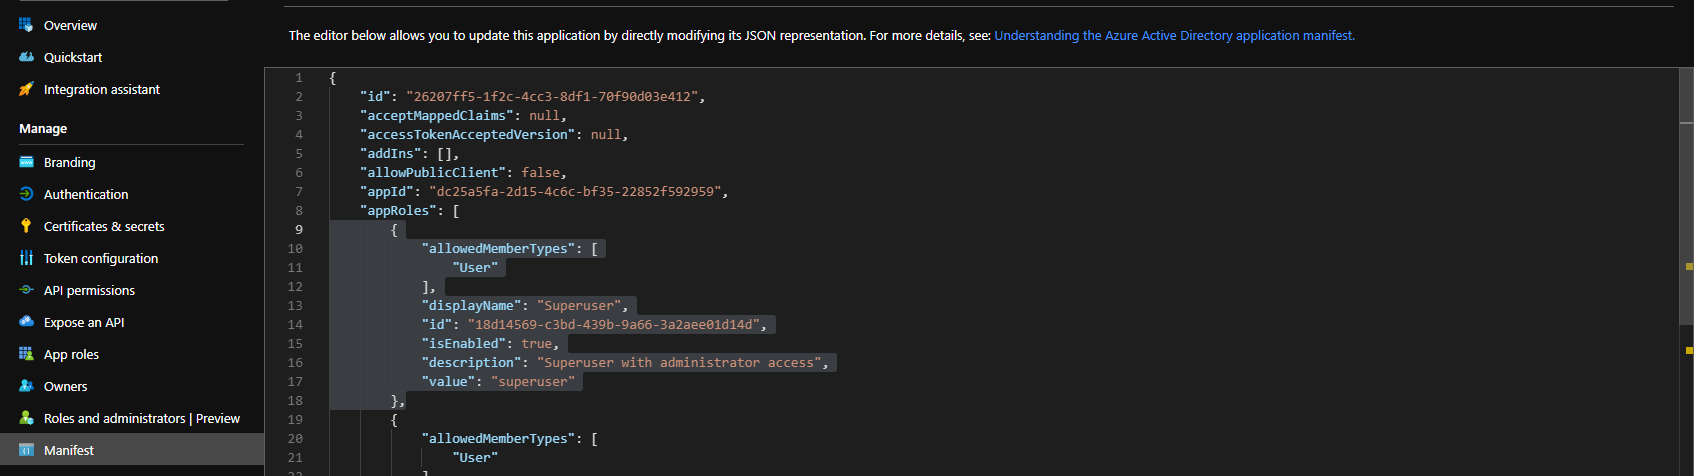 Overview
Quickstart
Integration assistant
Manage
Branding
Authentication
Certificates & secrets
Token configuration
API permissions
Expose an API
App roles
Owners
Roles and administrators | Preview
Manifest
The editor below allows you to update this application by directly modifying its JSON representation. For more details, see: Understanding the Azure Active Directory application manifest.
1 {
2 "id": "26207ff5-1f2c-4cc3-8df1-70f90d03e412",
3 "acceptMappedClaims": null,
4 "accessTokenAcceptedVersion": null,
5 "addIns": [],
6 "allowPublicClient": false,
7 "appId": "dc25a5fa-2d15-4c6c-bf35-22852f592959",
8 "appRoles": [
9 {
10 "allowedMemberTypes": [
11 "User"
12 ],
13 "displayName": "Superuser",
14 "id": "18d14569-c3bd-439b-9a66-3a2aee01d14d",
15 "isEnabled": true,
16 "description": "Superuser with administrator access",
17 "value": "superuser"
18 },
19 {
20 "allowedMemberTypes": [
21 "User"
22 ]